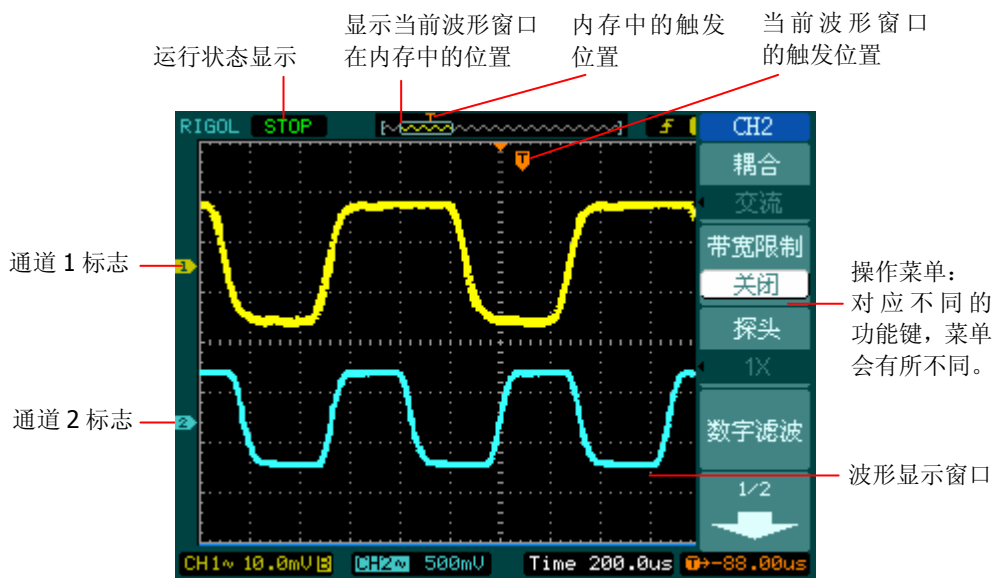 显示当前波形窗口
在内存中的位置
内存中的触发
位置
当前波形窗口
的触发位置
运行状态显示
RIGOL STOP
T
CH2
耦合
交流
T
带宽限制
关闭
通道 1 标志
1
操作菜单:
对应不同的
功能键,菜单
会有所不同。
探头
1X
通道 2 标志
2
数字滤波
波形显示窗口
1/2
CH1~ 10.0mV B CH2~ 500mV Time 200.0us T→-88.00us